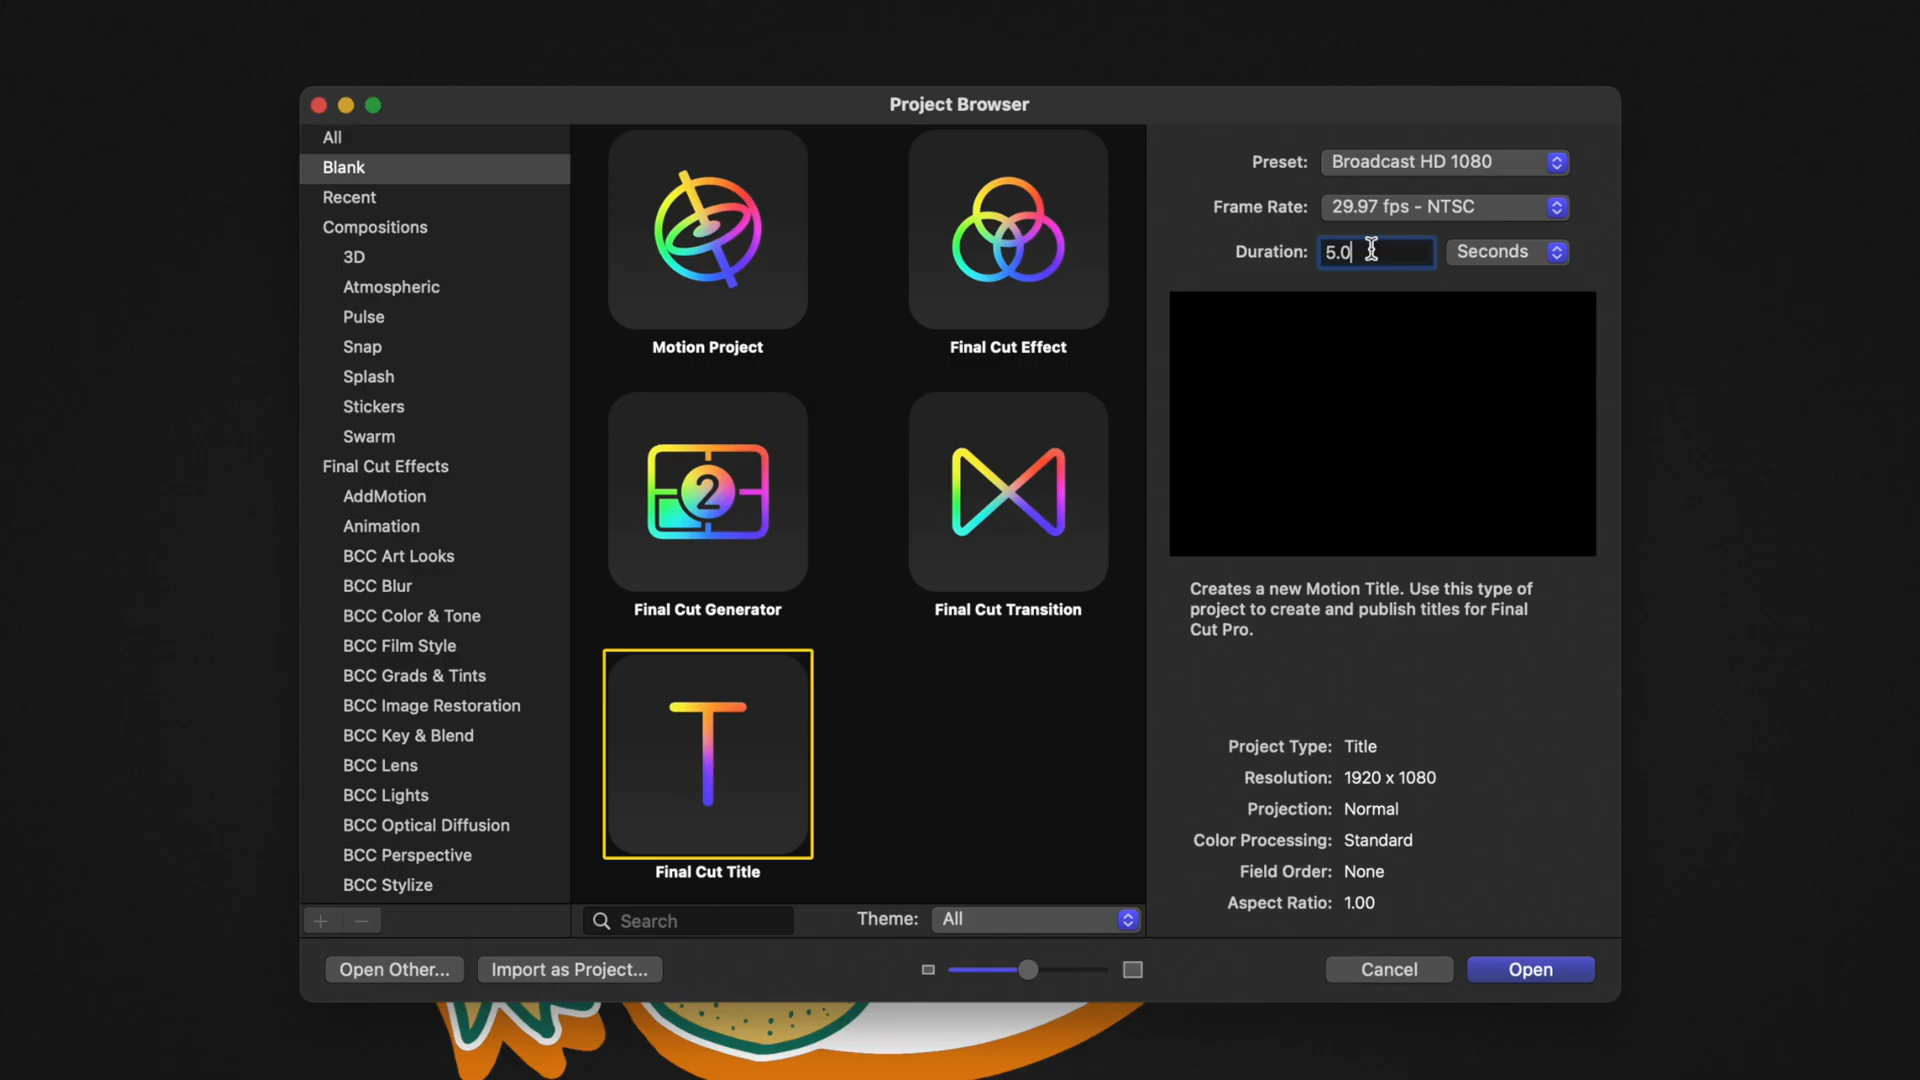 Project Browser
All
Blank
Recent
Compositions
3D
Atmospheric
Pulse
Snap
Splash
Stickers
Swarm
Final Cut Effects
AddMotion
Animation
BCC Art Looks
BCC Blur
BCC Color & Tone
BCC Film Style
BCC Grads & Tints
BCC Image Restoration
BCC Key & Blend
BCC Lens
BCC Lights
BCC Optical Diffusion
BCC Perspective
BCC Stylize
Motion Project
Final Cut Effect
2
Final Cut Generator
Final Cut Transition
T
Final Cut Title
Search
Theme: All
Preset: Broadcast HD 1080
Frame Rate: 29.97 fps - NTSC
Duration: 5.0 Seconds
Creates a new Motion Title. Use this type of
project to create and publish titles for Final
Cut Pro.
Project Type: Title
Resolution: 1920 x 1080
Projection: Normal
Color Processing: Standard
Field Order: None
Aspect Ratio: 1.00
Open Other...
Import as Project...
Cancel
Open